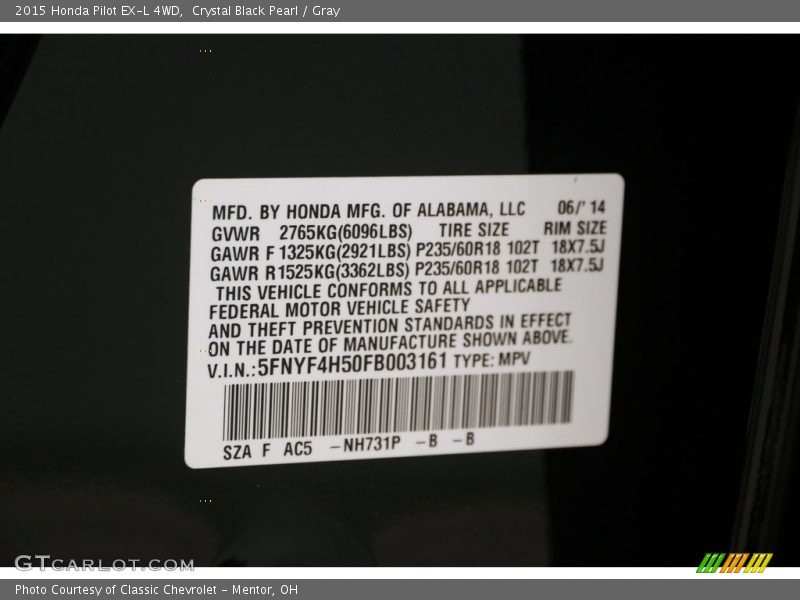 2015 Honda Pilot EX-L 4WD, Crystal Black Pearl / Gray
MFD. BY HONDA MFG. OF ALABAMA, LLC 06/' 14
GVWR 2765KG(6096LBS) TIRE SIZE RIM SIZE
GAWR F 1325KG(2921LBS) P235/60R18 102T 18X7.5J
GAWR R1525KG(3362LBS) P235/60R18 102T 18X7.5J
THIS VEHICLE CONFORMS TO ALL APPLICABLE
FEDERAL MOTOR VEHICLE SAFETY
AND THEFT PREVENTION STANDARDS IN EFFECT
ON THE DATE OF MANUFACTURE SHOWN ABOVE.
V.I.N.:5FNYF4H50FB003161 TYPE: MPV
SZA F AC5 -NH731P -B -B
GTCARLOT.COM
Photo Courtesy of Classic Chevrolet - Mentor, OH